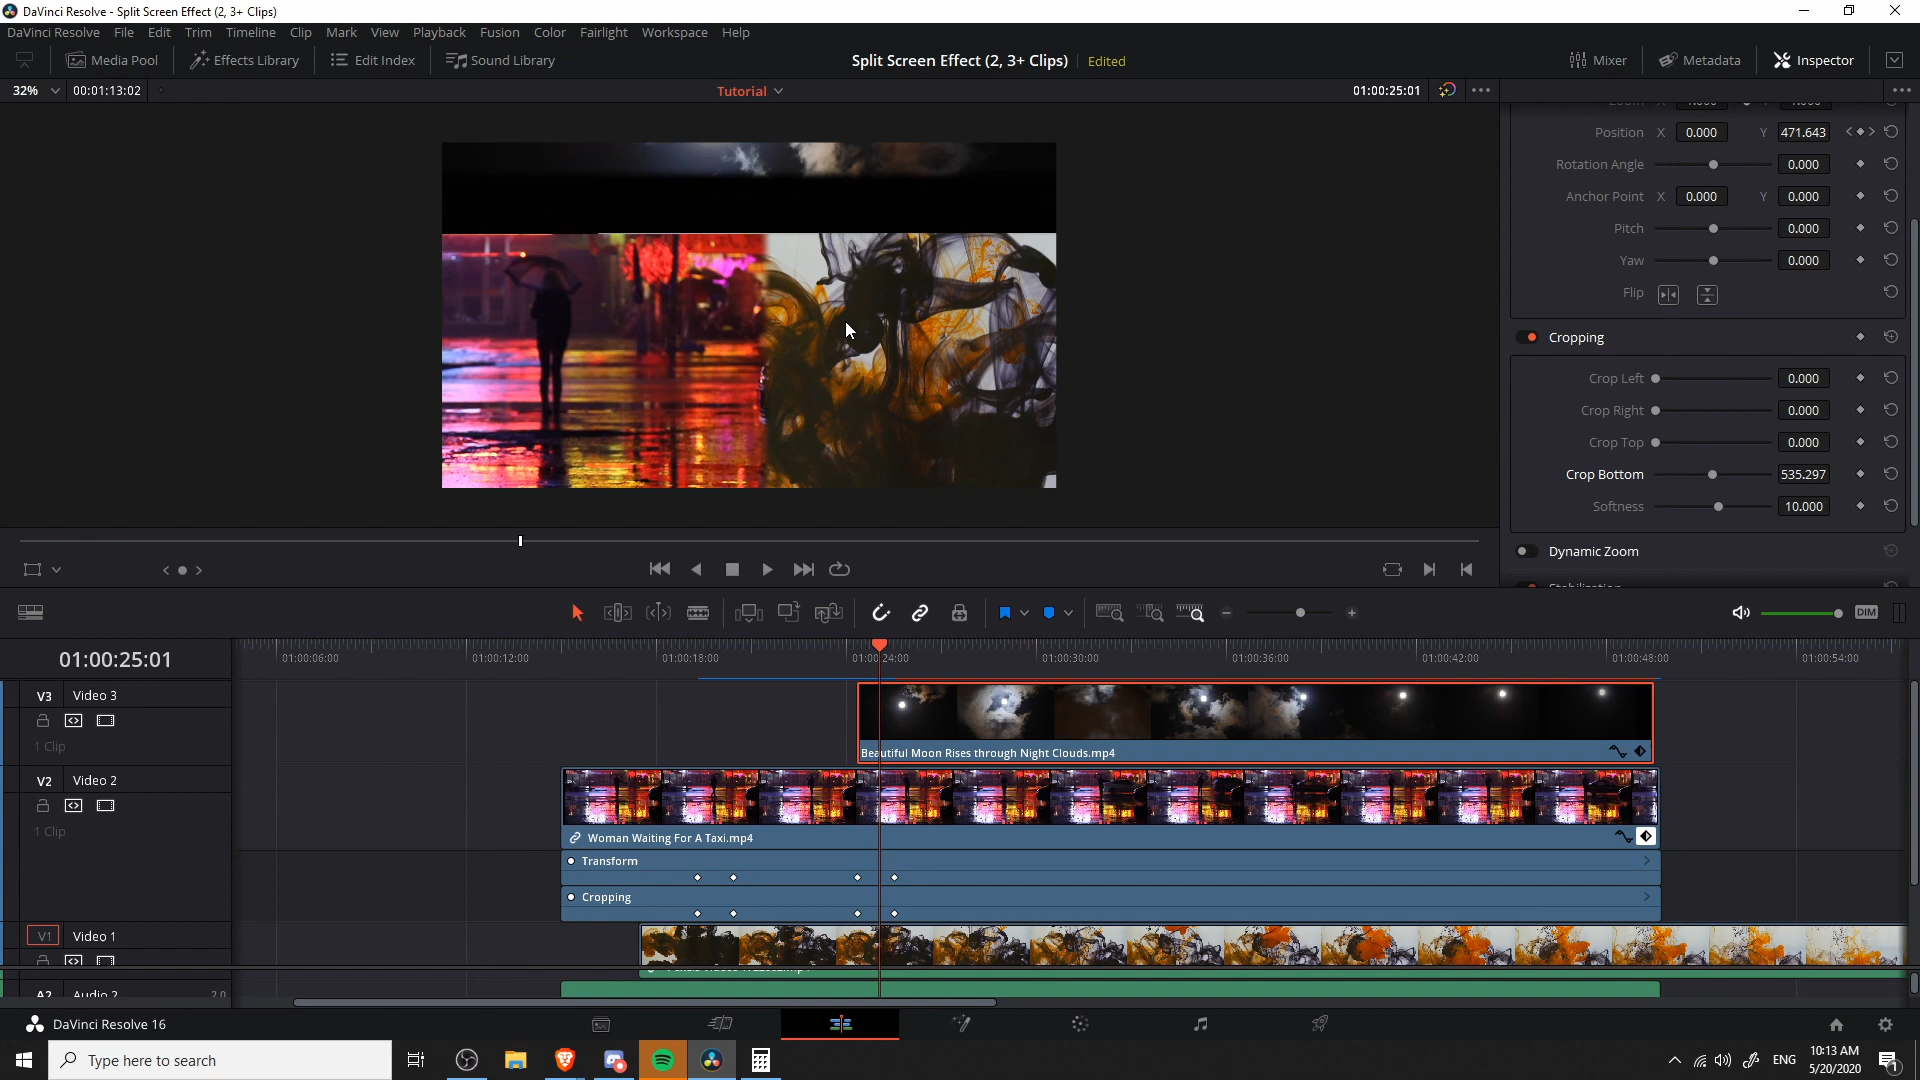 DaVinci Resolve - Split Screen Effect (2, 3+ Clips)
DaVinci Resolve File Edit Trim Timeline Clip Mark View Playback Fusion Color Fairlight Workspace Help
Media Pool Effects Library Edit Index Sound Library Split Screen Effect (2, 3+ Clips) Edited Mixer Metadata Inspector
32% 00:01:13:02 Tutorial 01:00:25:01
Position X 0.000 Y 471.643
Rotation Angle 0.000
Anchor Point X 0.000 Y 0.000
Pitch 0.000
Yaw 0.000
Flip
Cropping
Crop Left 0.000
Crop Right 0.000
Crop Top 0.000
Crop Bottom 535.297
Softness 10.000
Dynamic Zoom
DIM
01:00:25:01
01:00:06:00 01:00:12:00 01:00:18:00 01:00:24:00 01:00:30:00 01:00:36:00 01:00:42:00 01:00:48:00 01:00:54:00
V3 Video 3
1 Clip
Beautiful Moon Rises through Night Clouds.mp4
V2 Video 2
1 Clip
Woman Waiting For A Taxi.mp4
Transform
Cropping
V1 Video 1
A2 Audio 2 2.0
DaVinci Resolve 16
Type here to search
ENG
10:13 AM
5/20/2020
1